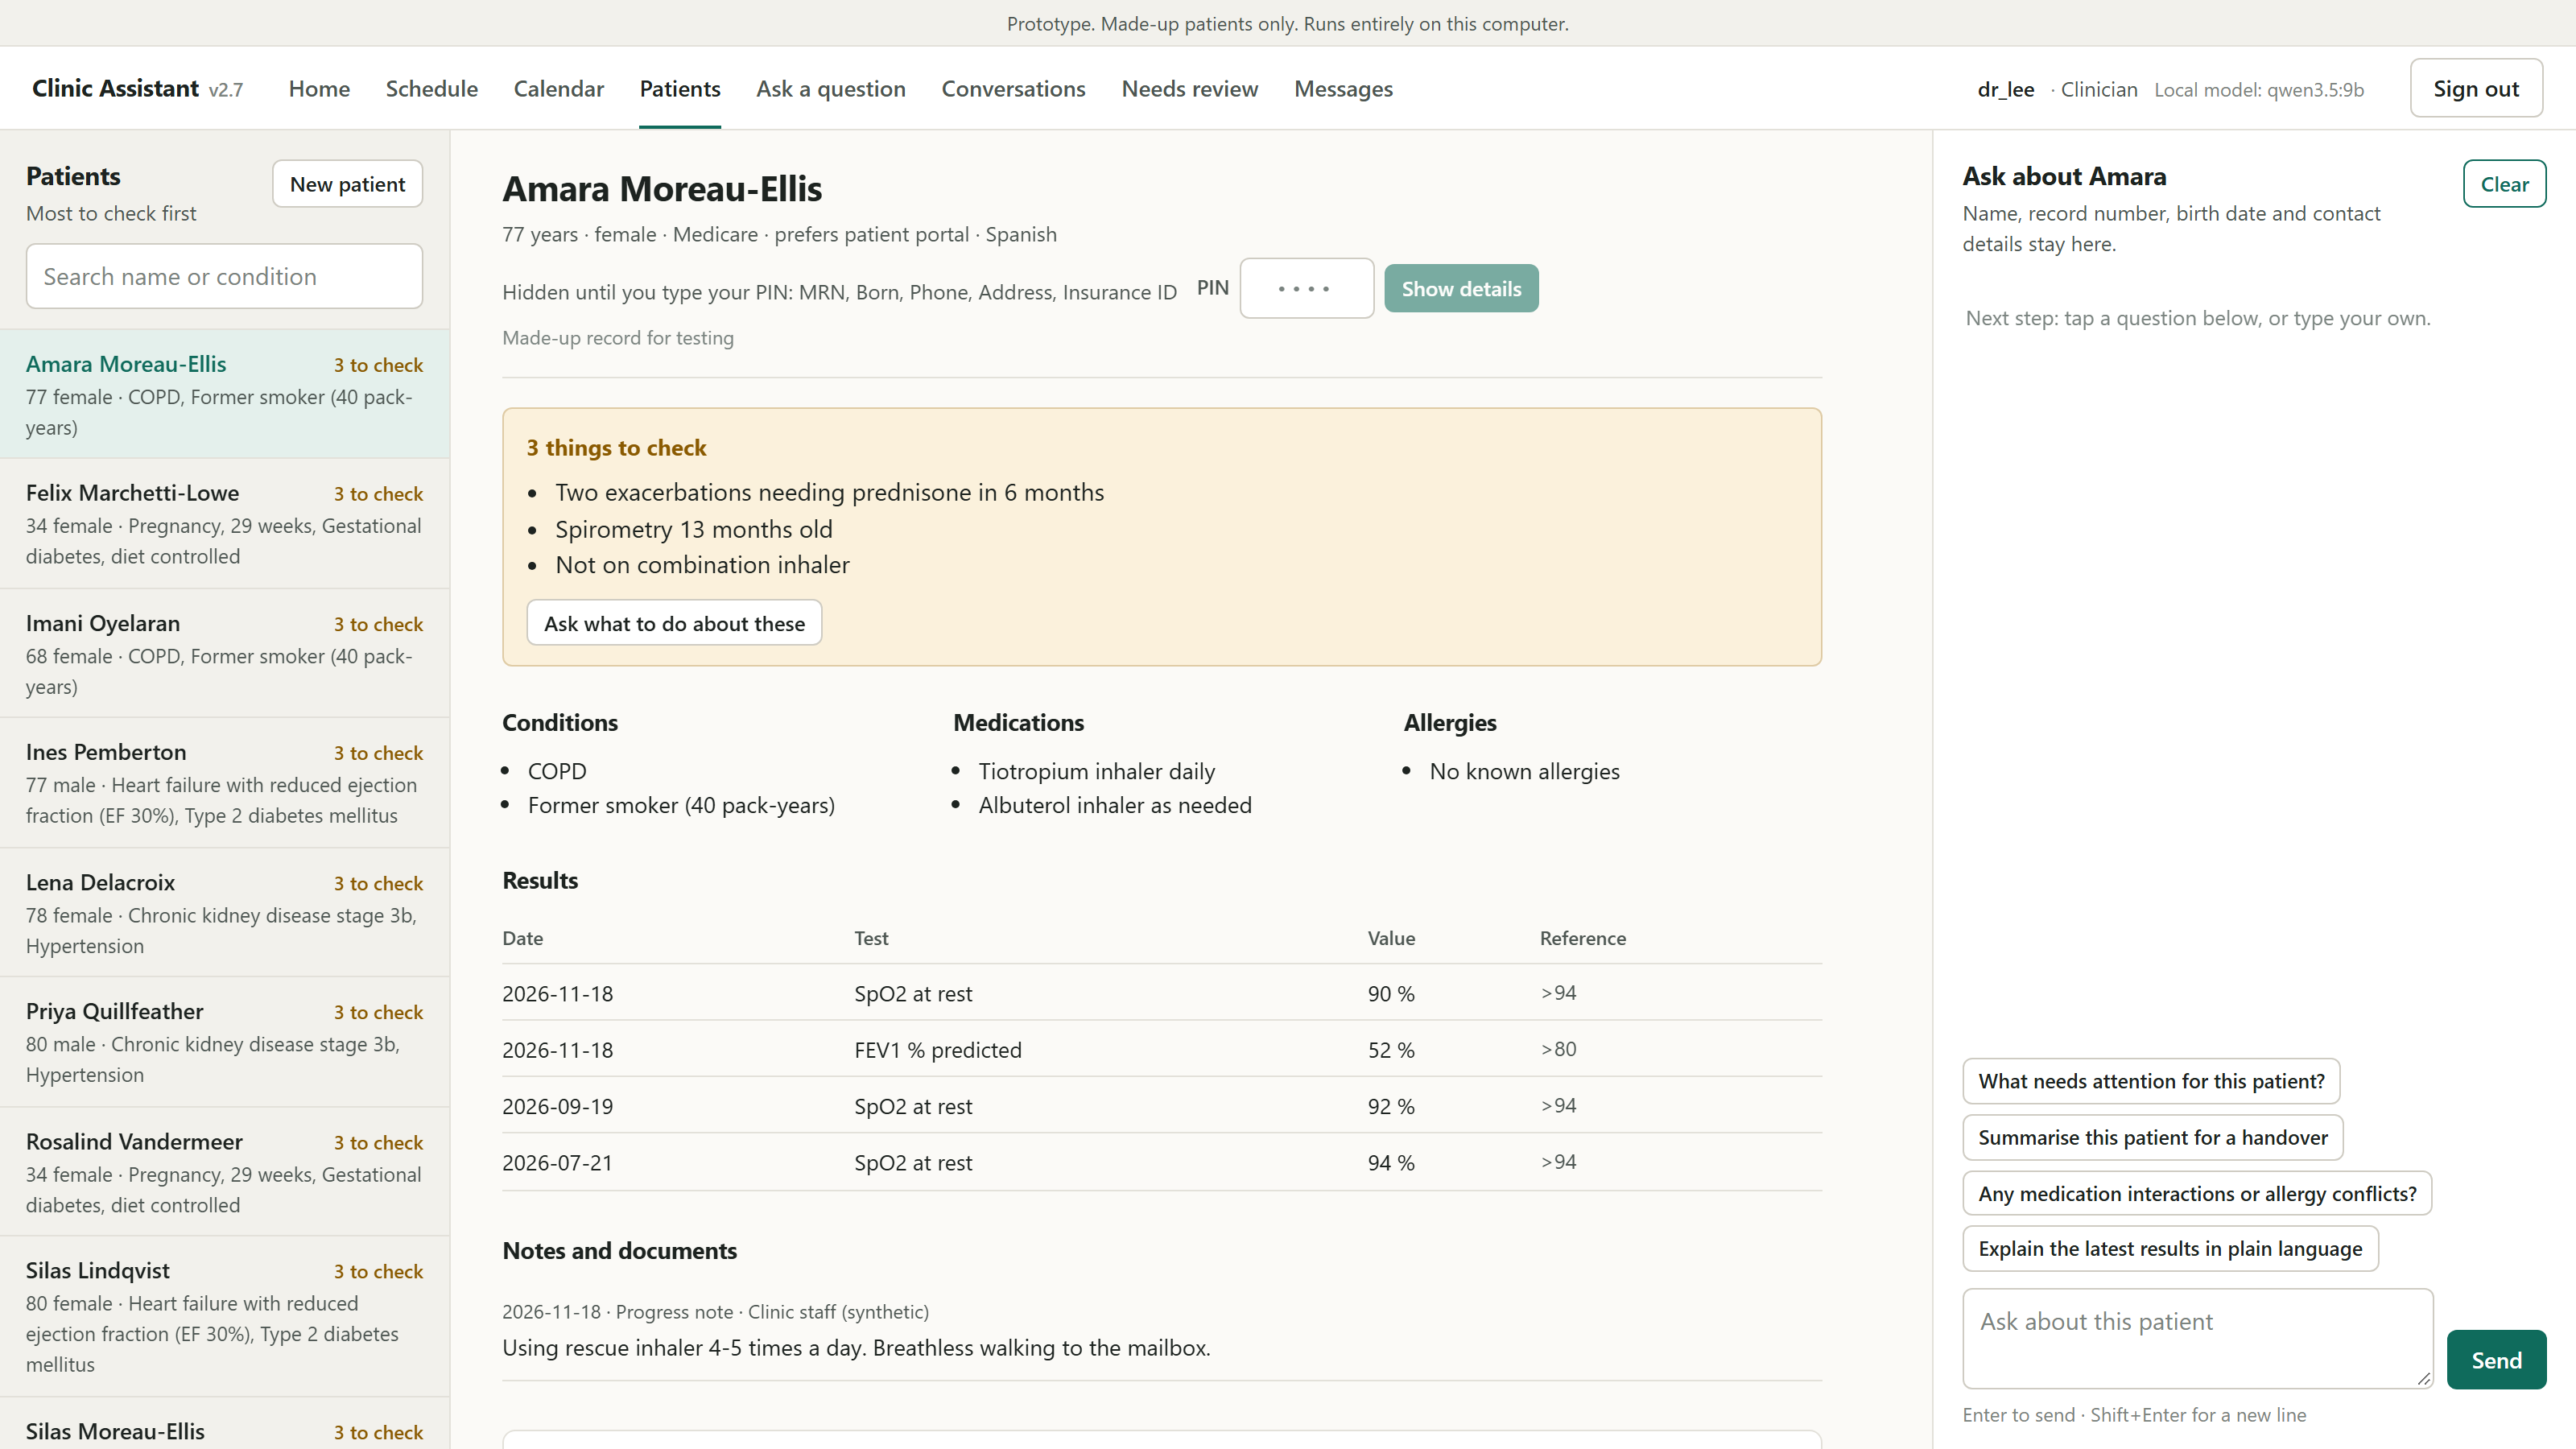 Prototype. Made-up patients only. Runs entirely on this computer.
Clinic Assistant v2.7
Home
Schedule
Calendar
Patients
Ask a question
Conversations
Needs review
Messages
dr_lee · Clinician Local model: qwen3.5:9b
Sign out
Patients
New patient
Most to check first
Search name or condition
Amara Moreau-Ellis 3 to check
77 female · COPD, Former smoker (40 pack-
years)
Felix Marchetti-Lowe 3 to check
34 female · Pregnancy, 29 weeks, Gestational
diabetes, diet controlled
Imani Oyelaran 3 to check
68 female · COPD, Former smoker (40 pack-
years)
Ines Pemberton 3 to check
77 male · Heart failure with reduced ejection
fraction (EF 30%), Type 2 diabetes mellitus
Lena Delacroix 3 to check
78 female · Chronic kidney disease stage 3b,
Hypertension
Priya Quillfeather 3 to check
80 male · Chronic kidney disease stage 3b,
Hypertension
Rosalind Vandermeer 3 to check
34 female · Pregnancy, 29 weeks, Gestational
diabetes, diet controlled
Silas Lindqvist 3 to check
80 female · Heart failure with reduced
ejection fraction (EF 30%), Type 2 diabetes
mellitus
Silas Moreau-Ellis 3 to check
Amara Moreau-Ellis
77 years · female · Medicare · prefers patient portal · Spanish
Hidden until you type your PIN: MRN, Born, Phone, Address, Insurance ID PIN •••• Show details
Made-up record for testing
3 things to check
• Two exacerbations needing prednisone in 6 months
• Spirometry 13 months old
• Not on combination inhaler
Ask what to do about these
Conditions
• COPD
• Former smoker (40 pack-years)
Medications
• Tiotropium inhaler daily
• Albuterol inhaler as needed
Allergies
• No known allergies
Results
Date Test Value Reference
2026-11-18 SpO2 at rest 90 % >94
2026-11-18 FEV1 % predicted 52 % >80
2026-09-19 SpO2 at rest 92 % >94
2026-07-21 SpO2 at rest 94 % >94
Notes and documents
2026-11-18 · Progress note · Clinic staff (synthetic)
Using rescue inhaler 4-5 times a day. Breathless walking to the mailbox.
Ask about Amara
Clear
Name, record number, birth date and contact
details stay here.
Next step: tap a question below, or type your own.
What needs attention for this patient?
Summarise this patient for a handover
Any medication interactions or allergy conflicts?
Explain the latest results in plain language
Ask about this patient
Send
Enter to send · Shift+Enter for a new line